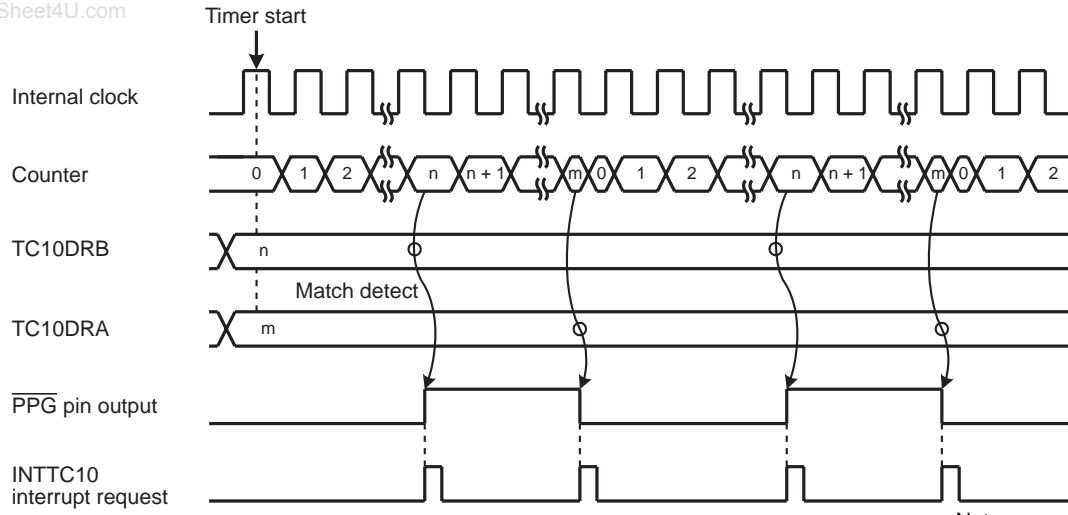 Sheet4U.com
Timer start
Internal clock
Counter
0 1 2 n n + 1 m 0 1 2 n n + 1 m 0 1 2
TC10DRB
n
Match detect
TC10DRA
m
PPG pin output
INTTC10
interrupt request